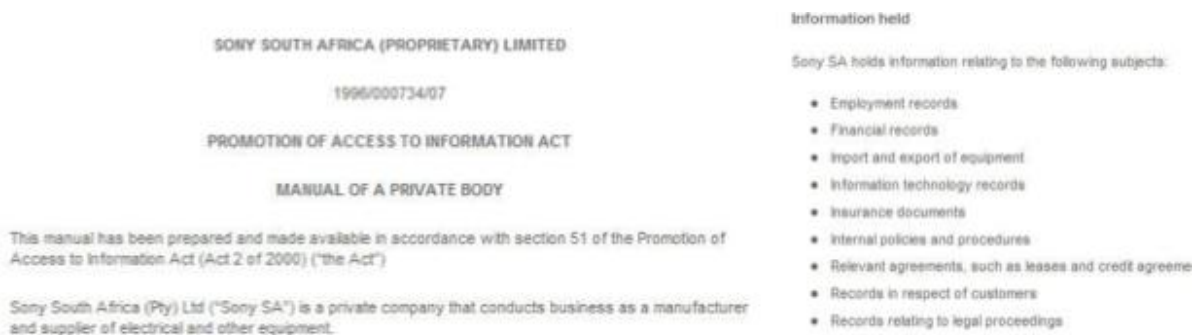 SONY SOUTH AFRICA (PROPRIETARY) LIMITED
1996/000734/07
PROMOTION OF ACCESS TO INFORMATION ACT
MANUAL OF A PRIVATE BODY
This manual has been prepared and made available in accordance with section 51 of the Promotion of
Access to Information Act (Act 2 of 2000) ("the Act")
Sony South Africa (Pty) Ltd ("Sony SA") is a private company that conducts business as a manufacturer
and supplier of electrical and other equipment.
Information held
Sony SA holds information relating to the following subjects:
• Employment records
• Financial records
• Import and export of equipment
• Information technology records
• Insurance documents
• Internal policies and procedures
• Relevant agreements, such as leases and credit agreeme
• Records in respect of customers
• Records relating to legal proceedings